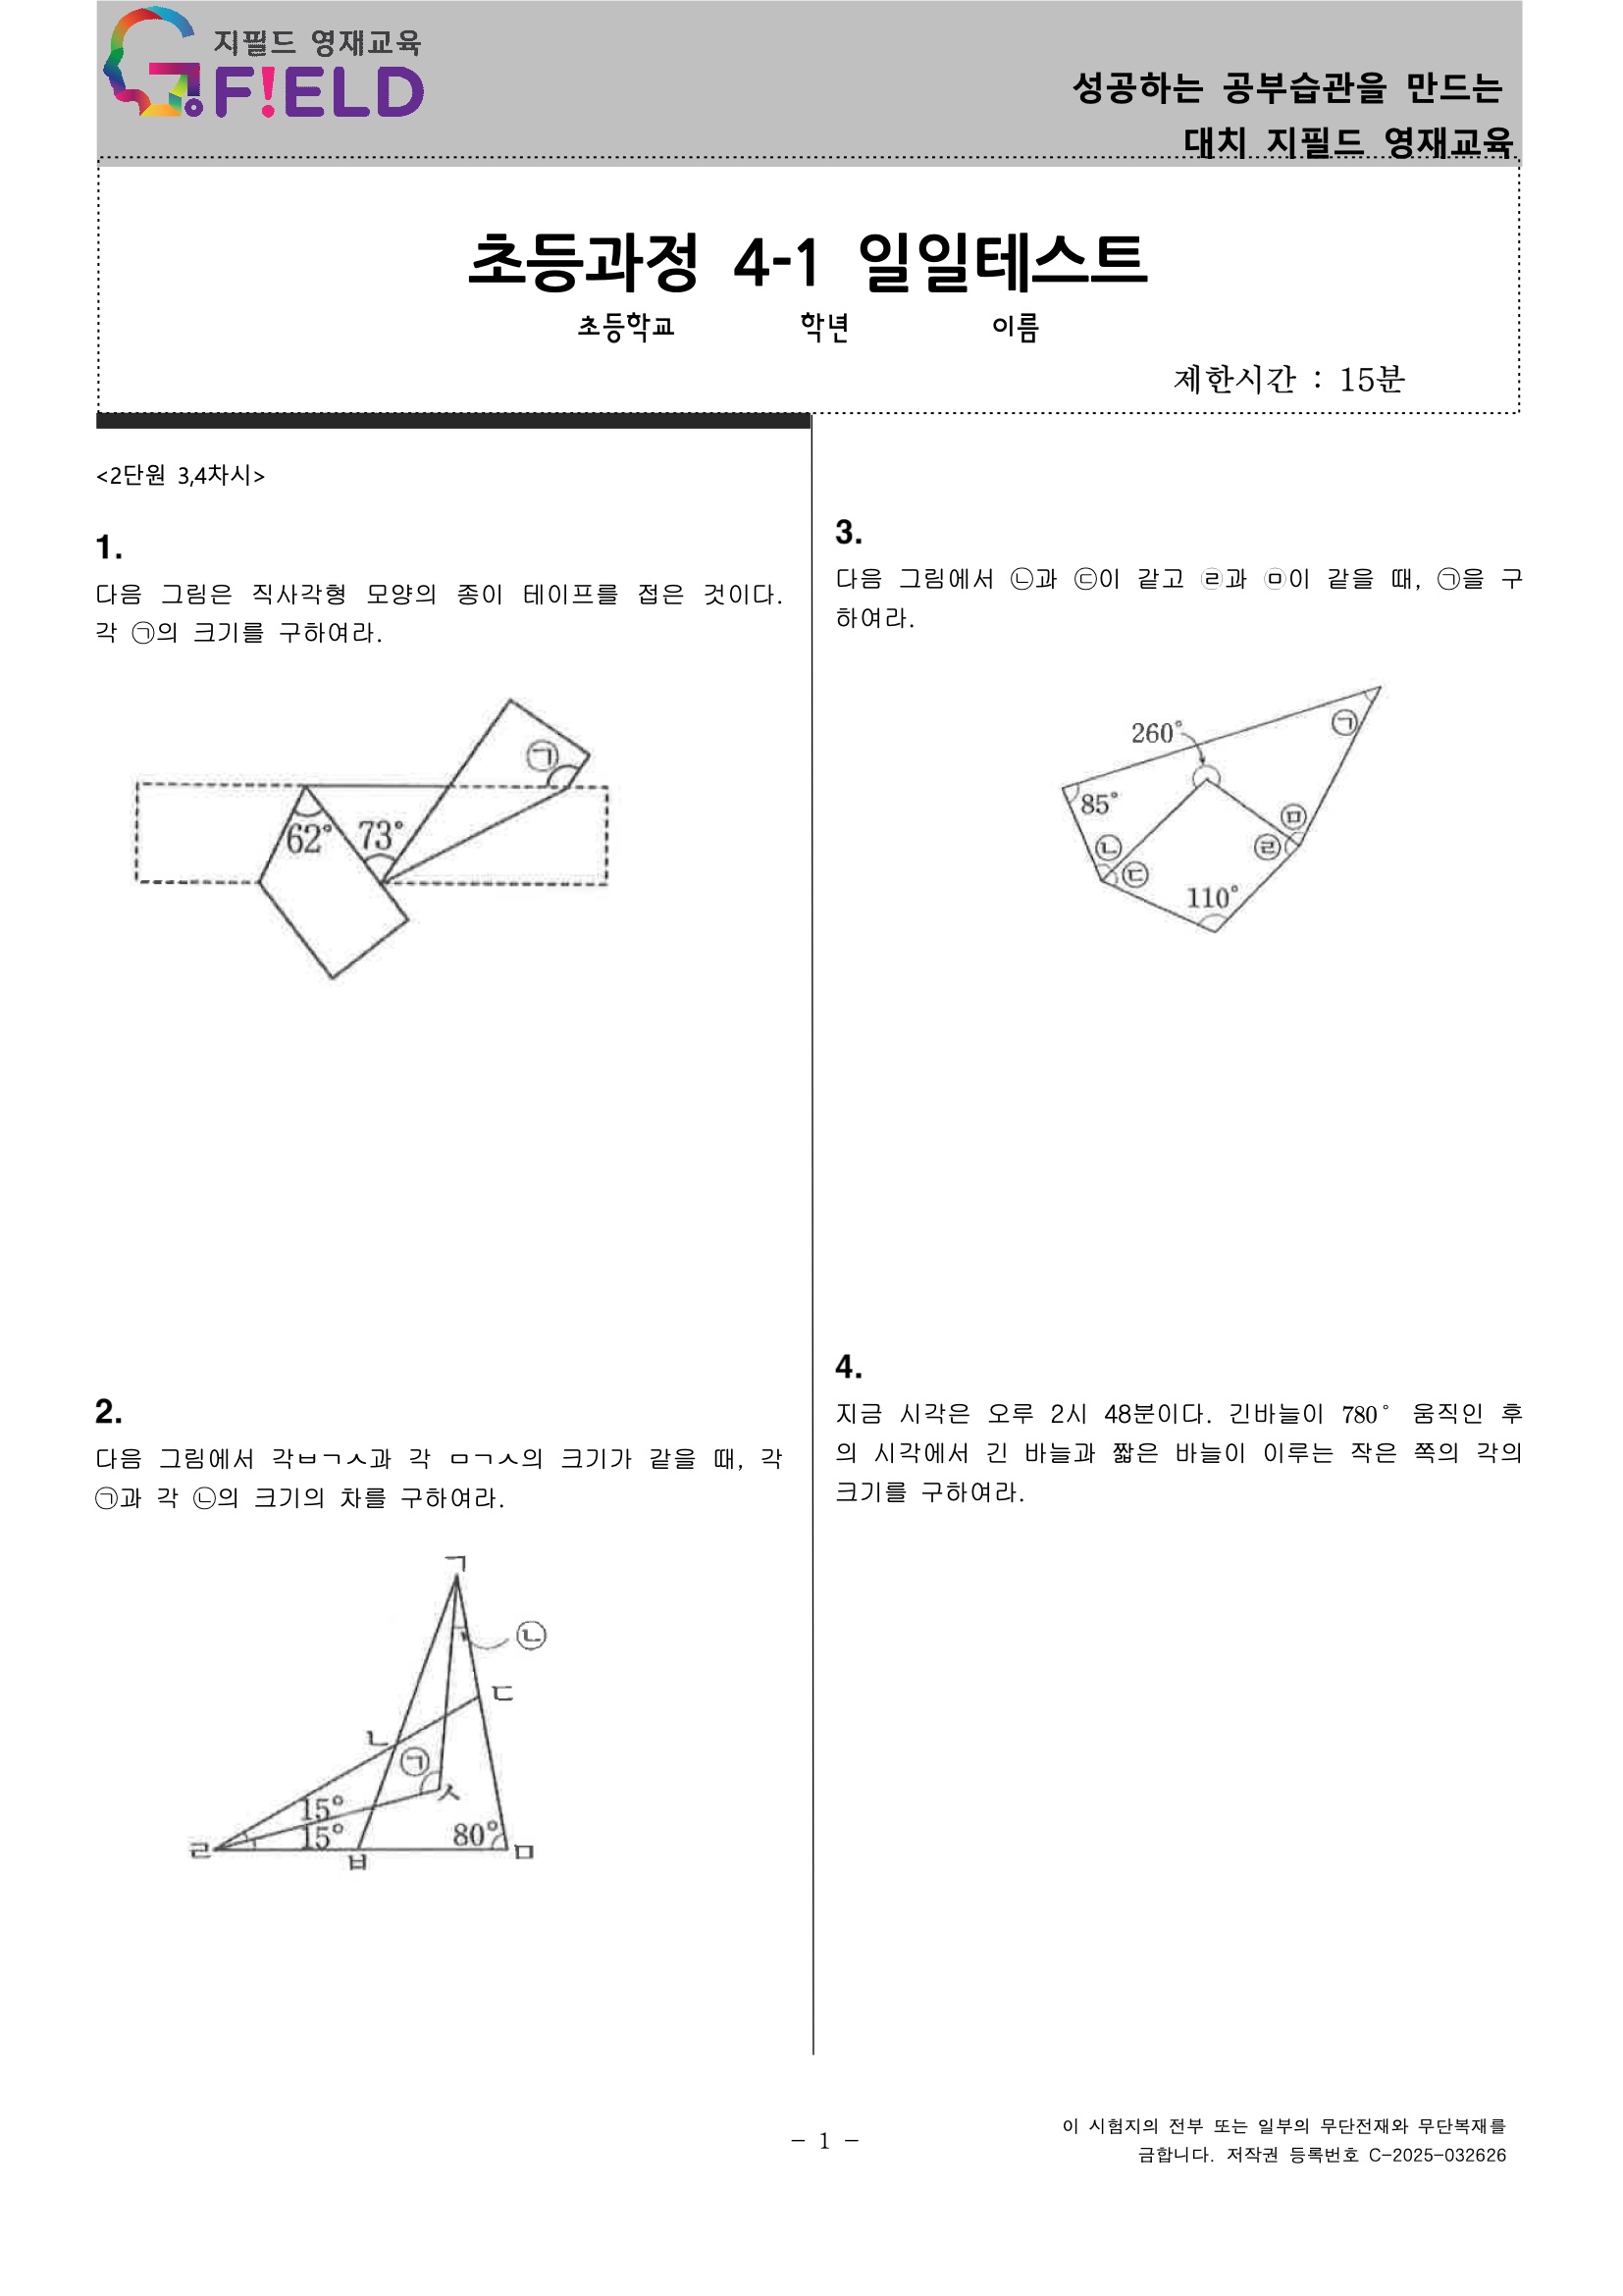 지필드 영재교육
G.F!ELD
성공하는 공부습관을 만드는
대치 지필드 영재교육
초등과정 4-1 일일테스트
초등학교 학년 이름
제한시간 : 15분
<2단원 3,4차시>
1.
다음 그림은 직사각형 모양의 종이 테이프를 접은 것이다.
각 ㉠의 크기를 구하여라.
㉠
62° 73°
2.
다음 그림에서 각ㅂㄱㅅ과 각 ㅁㄱㅅ의 크기가 같을 때, 각
㉠과 각 ㉡의 크기의 차를 구하여라.
ㄱ
㉡
ㄷ
ㄴ
㉠
ㅅ
15°
15°
80°
ㄹ
ㅂ
ㅁ
3.
다음 그림에서 ㉡과 ㉢이 같고 ㉣과 ㉤이 같을 때, ㉠을 구
하여라.
㉠
260°
85°
㉤
㉡
㉣
㉢
110°
4.
지금 시각은 오루 2시 48분이다. 긴바늘이 780° 움직인 후
의 시각에서 긴 바늘과 짧은 바늘이 이루는 작은 쪽의 각의
크기를 구하여라.
- 1 -
이 시험지의 전부 또는 일부의 무단전재와 무단복재를
금합니다. 저작권 등록번호 C-2025-032626